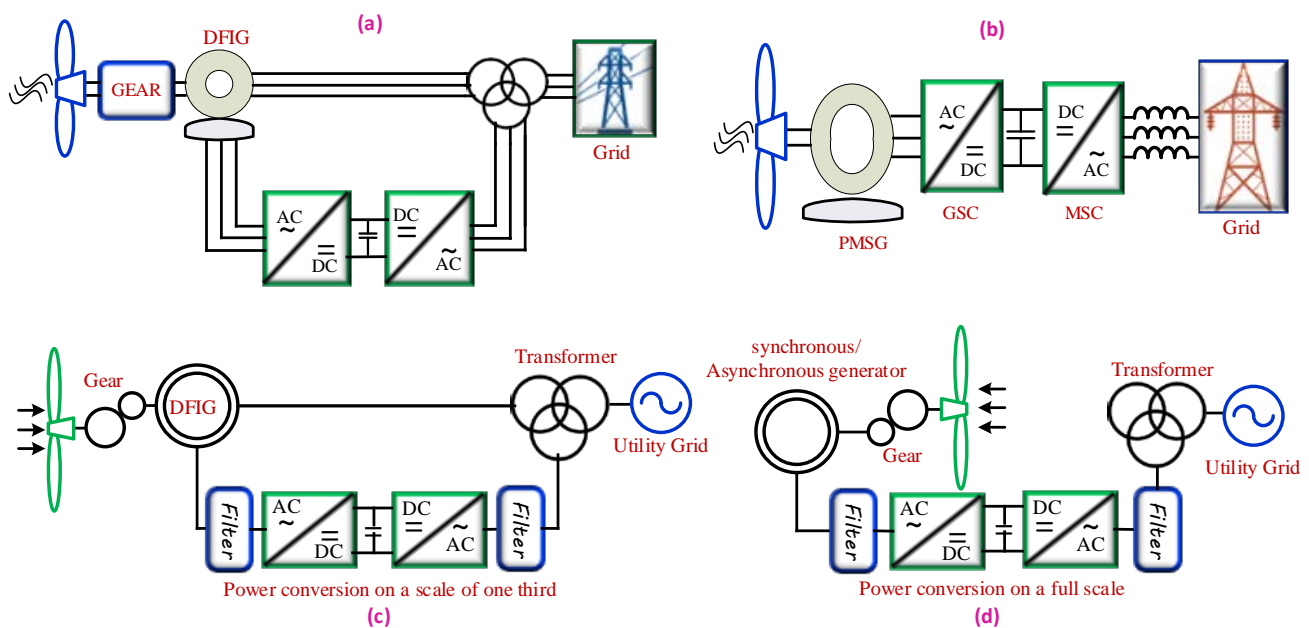 (a)
DFIG
GEAR
Grid
AC
DC
DC
AC
(b)
AC
DC
DC
AC
GSC
MSC
PMSG
Grid
Gear
DFIG
Transformer
Utility Grid
Filter
AC
DC
DC
AC
Filter
Power conversion on a scale of one third
(c)
synchronous/
Asynchronous generator
Gear
Transformer
Utility Grid
Filter
AC
DC
DC
AC
Filter
Power conversion on a full scale
(d)